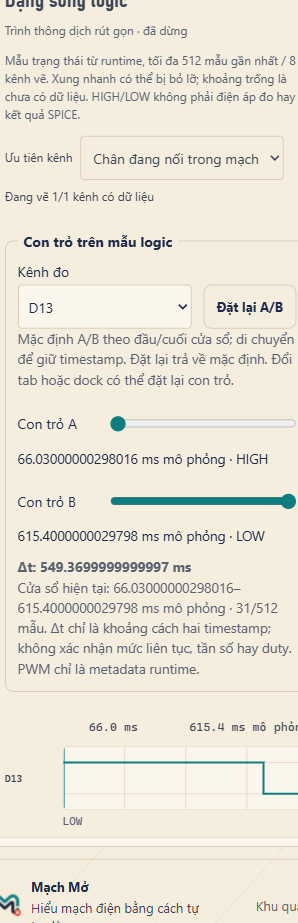 Dạng sóng logic
Trình thông dịch rút gọn · đã dừng
Mẫu trạng thái từ runtime, tối đa 512 mẫu gần nhất / 8
kênh vẽ. Xung nhanh có thể bị bỏ lỡ; khoảng trống là
chưa có dữ liệu. HIGH/LOW không phải điện áp đo hay
kết quả SPICE.
Ưu tiên kênh Chân đang nối trong mạch
Đang vẽ 1/1 kênh có dữ liệu
Con trỏ trên mẫu logic
Kênh đo
D13 Đặt lại A/B
Mặc định A/B theo đầu/cuối cửa sổ; di chuyển
để giữ timestamp. Đặt lại trả về mặc định. Đổi
tab hoặc dock có thể đặt lại con trỏ.
Con trỏ A
66.03000000298016 ms mô phỏng · HIGH
Con trỏ B
615.4000000029798 ms mô phỏng · LOW
Δt: 549.3699999999997 ms
Cửa sổ hiện tại: 66.03000000298016–
615.4000000029798 ms mô phỏng · 31/512
mẫu. Δt chỉ là khoảng cách hai timestamp;
không xác nhận mức liên tục, tần số hay duty.
PWM chỉ là metadata runtime.
66.0 ms 615.4 ms mô phỏn
D13
LOW
Mạch Mở
Hiểu mạch điện bằng cách tự
Khu